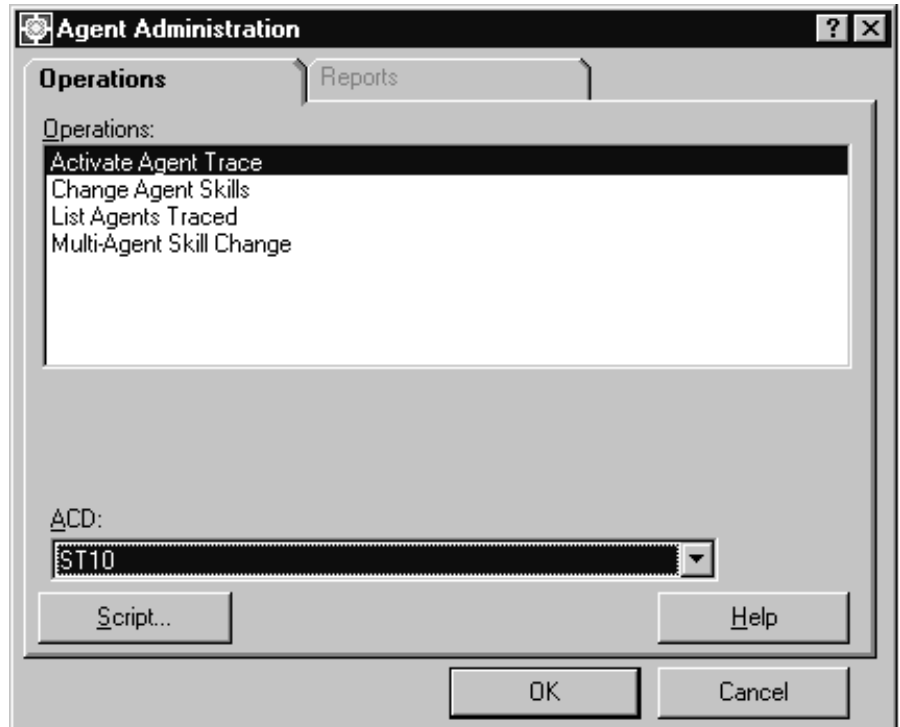 Agent Administration
Operations Reports
Operations:
Activate Agent Trace
Change Agent Skills
List Agents Traced
Multi-Agent Skill Change
ACD:
ST10
Script... Help
OK Cancel